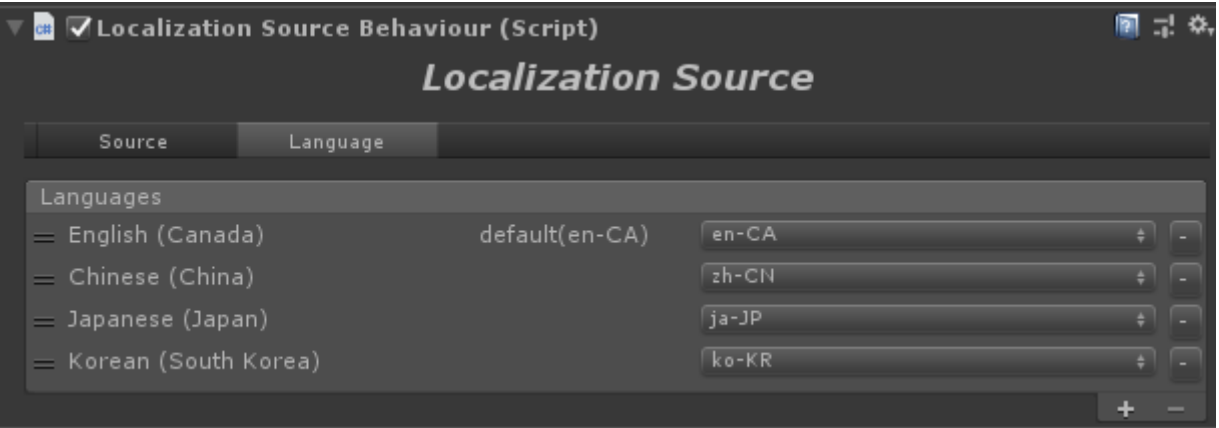 Localization Source Behaviour (Script)
Localization Source
Source Language
Languages
English (Canada) default(en-CA) en-CA -
Chinese (China) zh-CN -
Japanese (Japan) ja-JP -
Korean (South Korea) ko-KR -
+ −